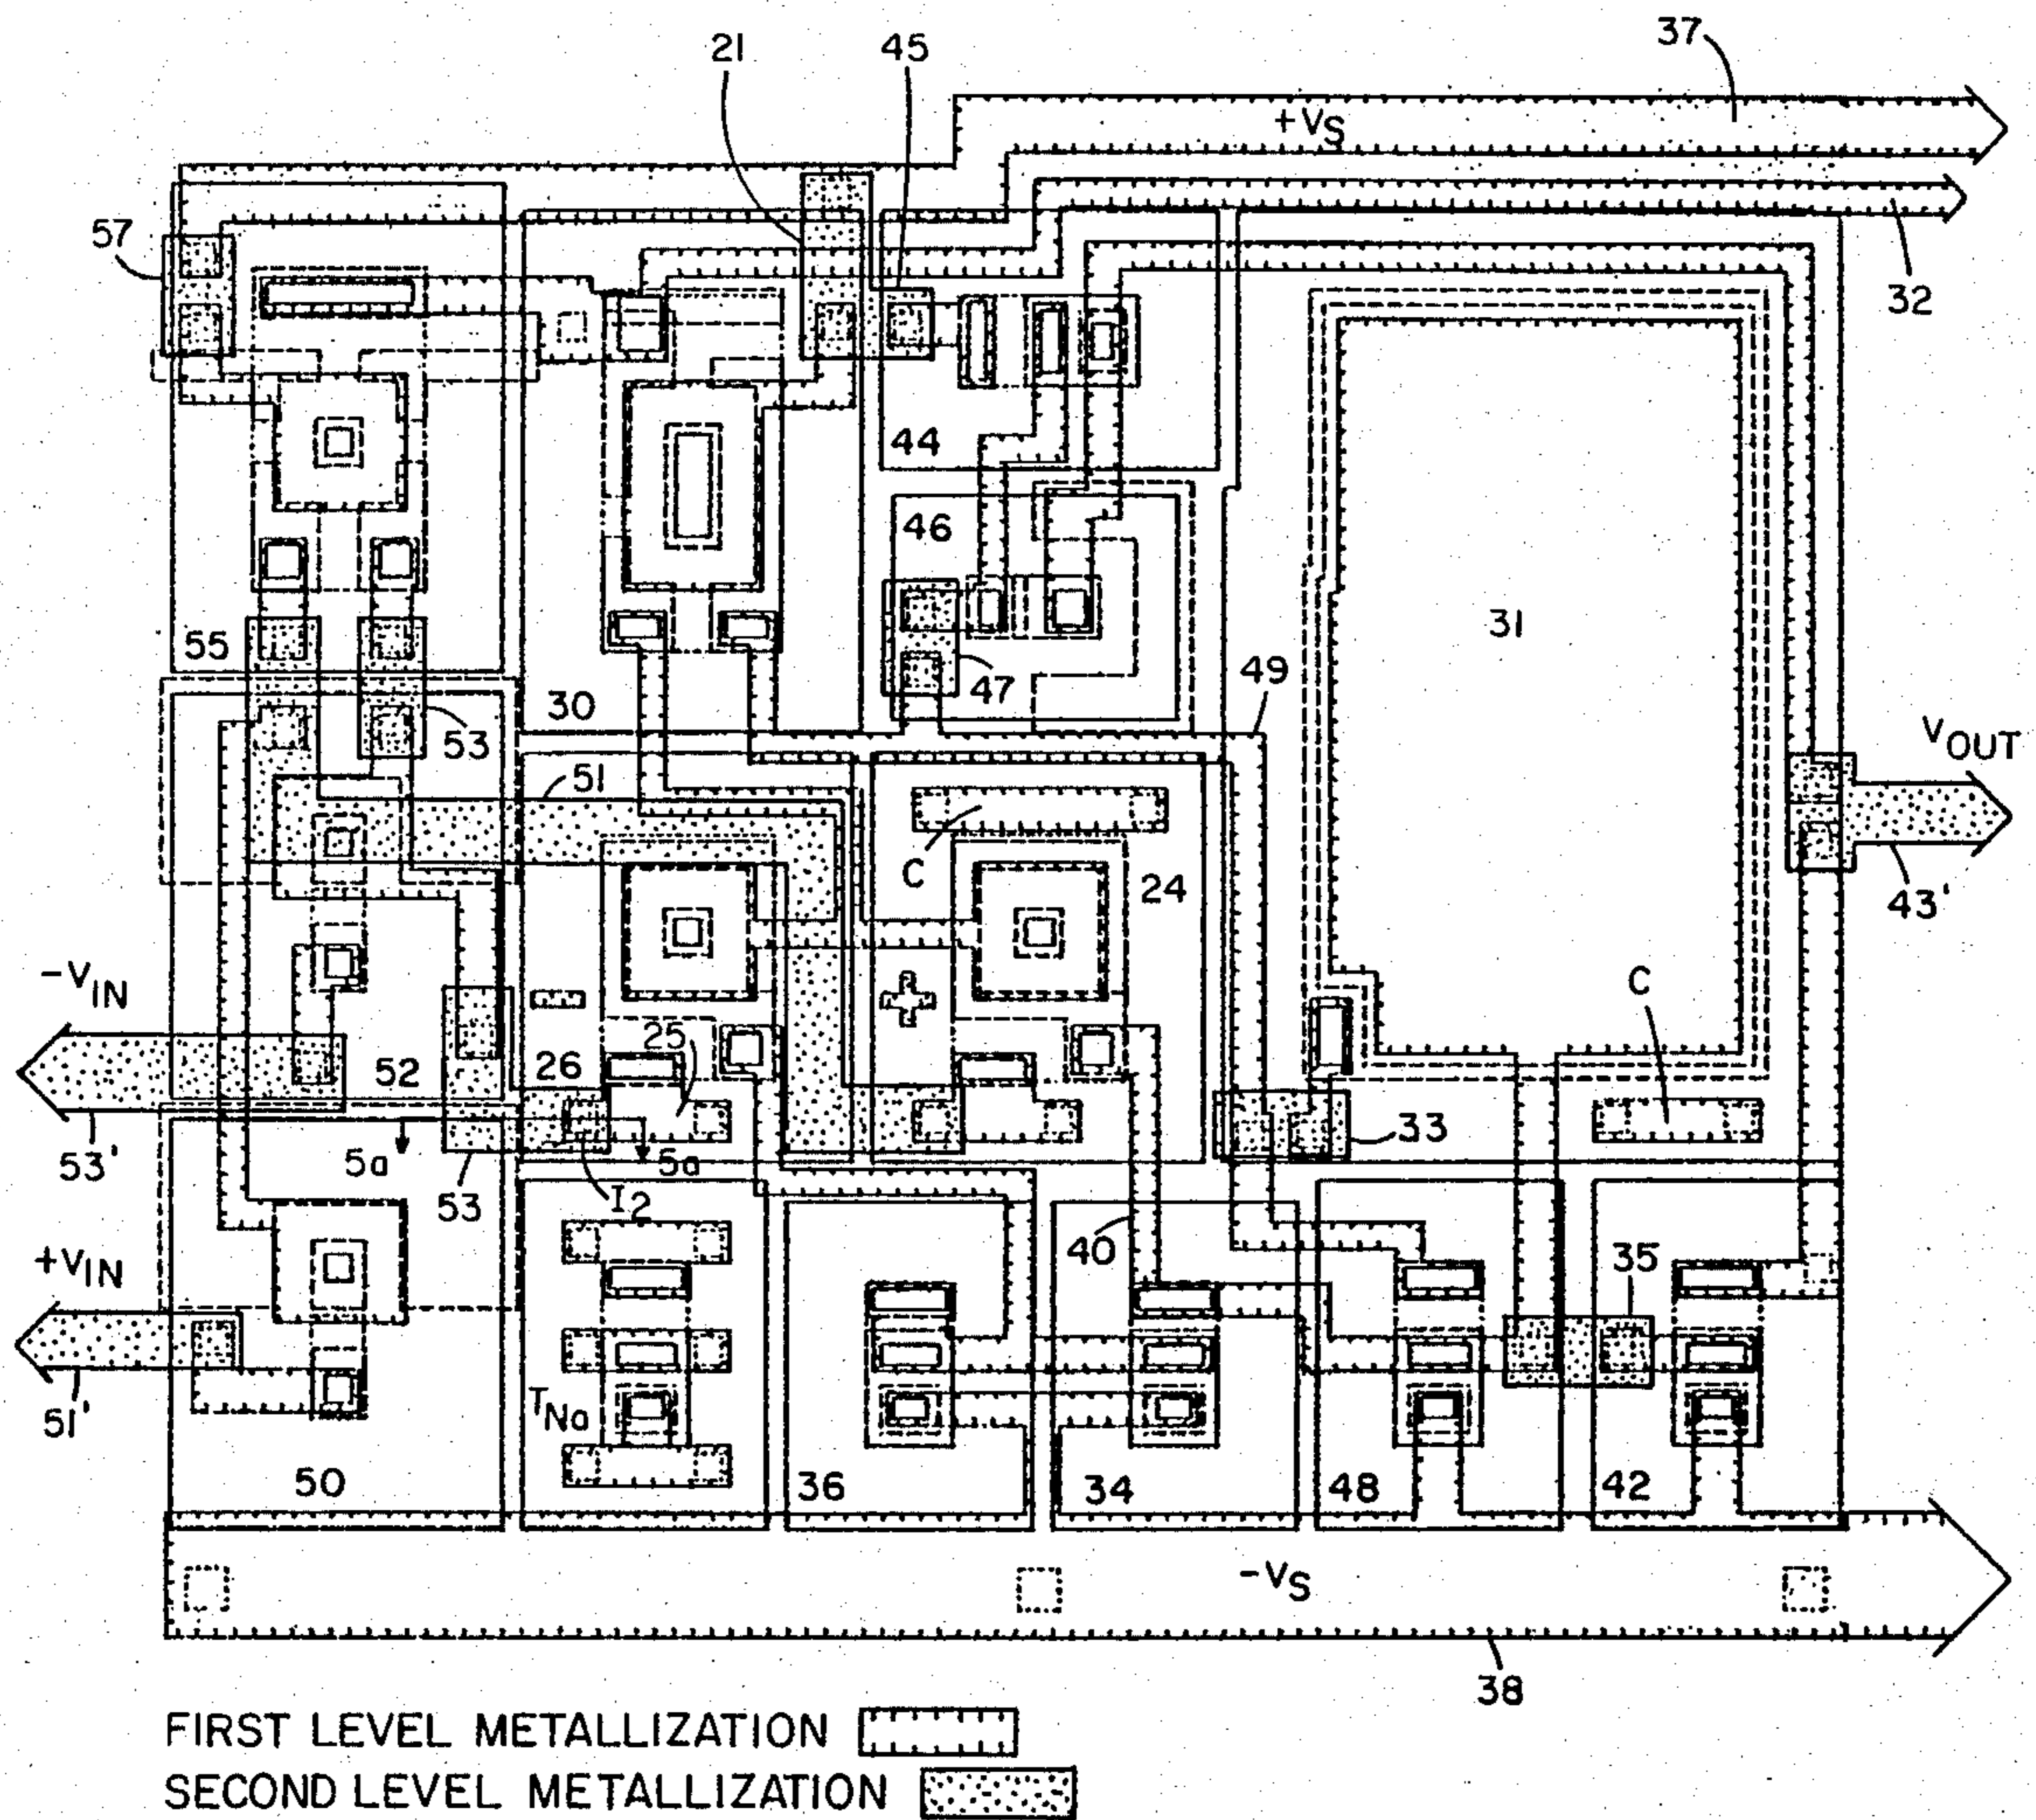 37
21 45
+VS
57
32
44
46
31
55
47
49
30
53
VOUT
51
C
24
43'
-VIN
C
25
52
26
33
53'
5a
5a
53
I2
+VIN
40
35
TNa
51'
50
36
34
48
42
-VS
38
FIRST LEVEL METALLIZATION
SECOND LEVEL METALLIZATION